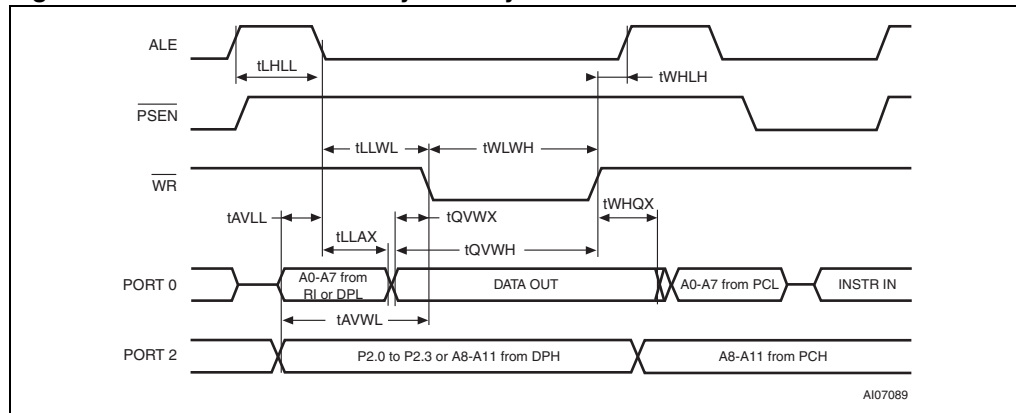 ALE
tLHLL
tWHLH
PSEN
tLLWL
tWLWH
WR
tAVLL
tQVWX
tWHQX
tLLAX
tQVWH
PORT 0
A0-A7 from
RI or DPL
DATA OUT
A0-A7 from PCL
INSTR IN
tAVWL
PORT 2
P2.0 to P2.3 or A8-A11 from DPH
A8-A11 from PCH
AI07089